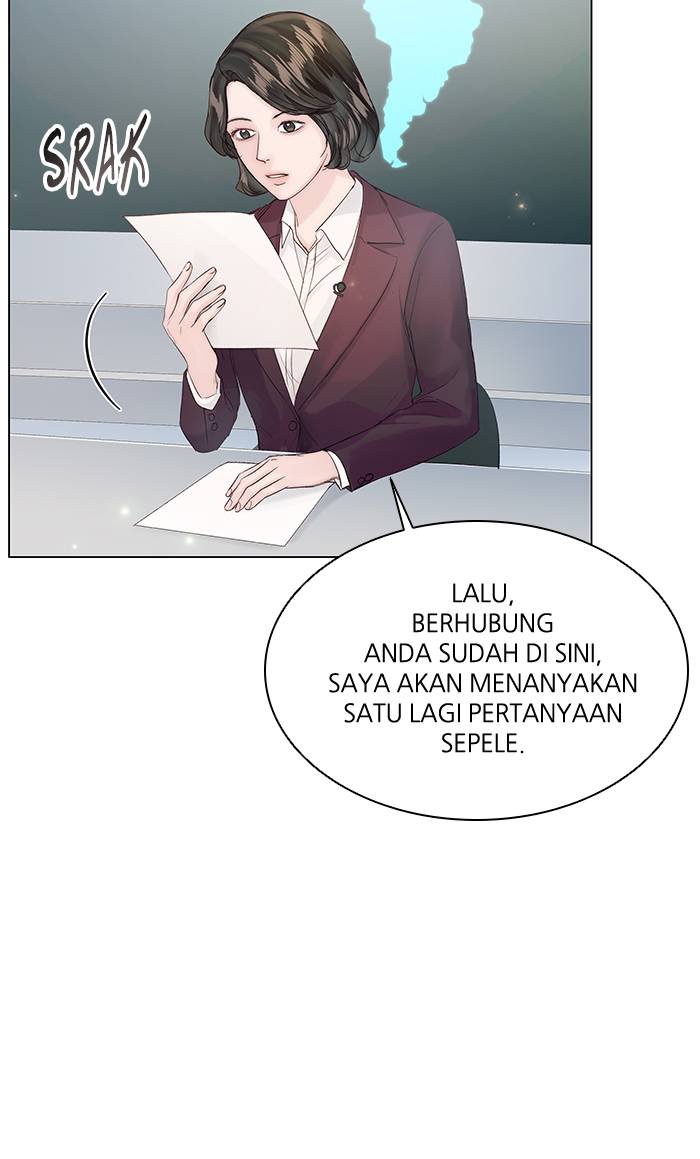 SRAK
LALU,
BERHUBUNG
ANDA SUDAH DI SINI,
SAYA AKAN MENANYAKAN
SATU LAGI PERTANYAAN
SEPELE.